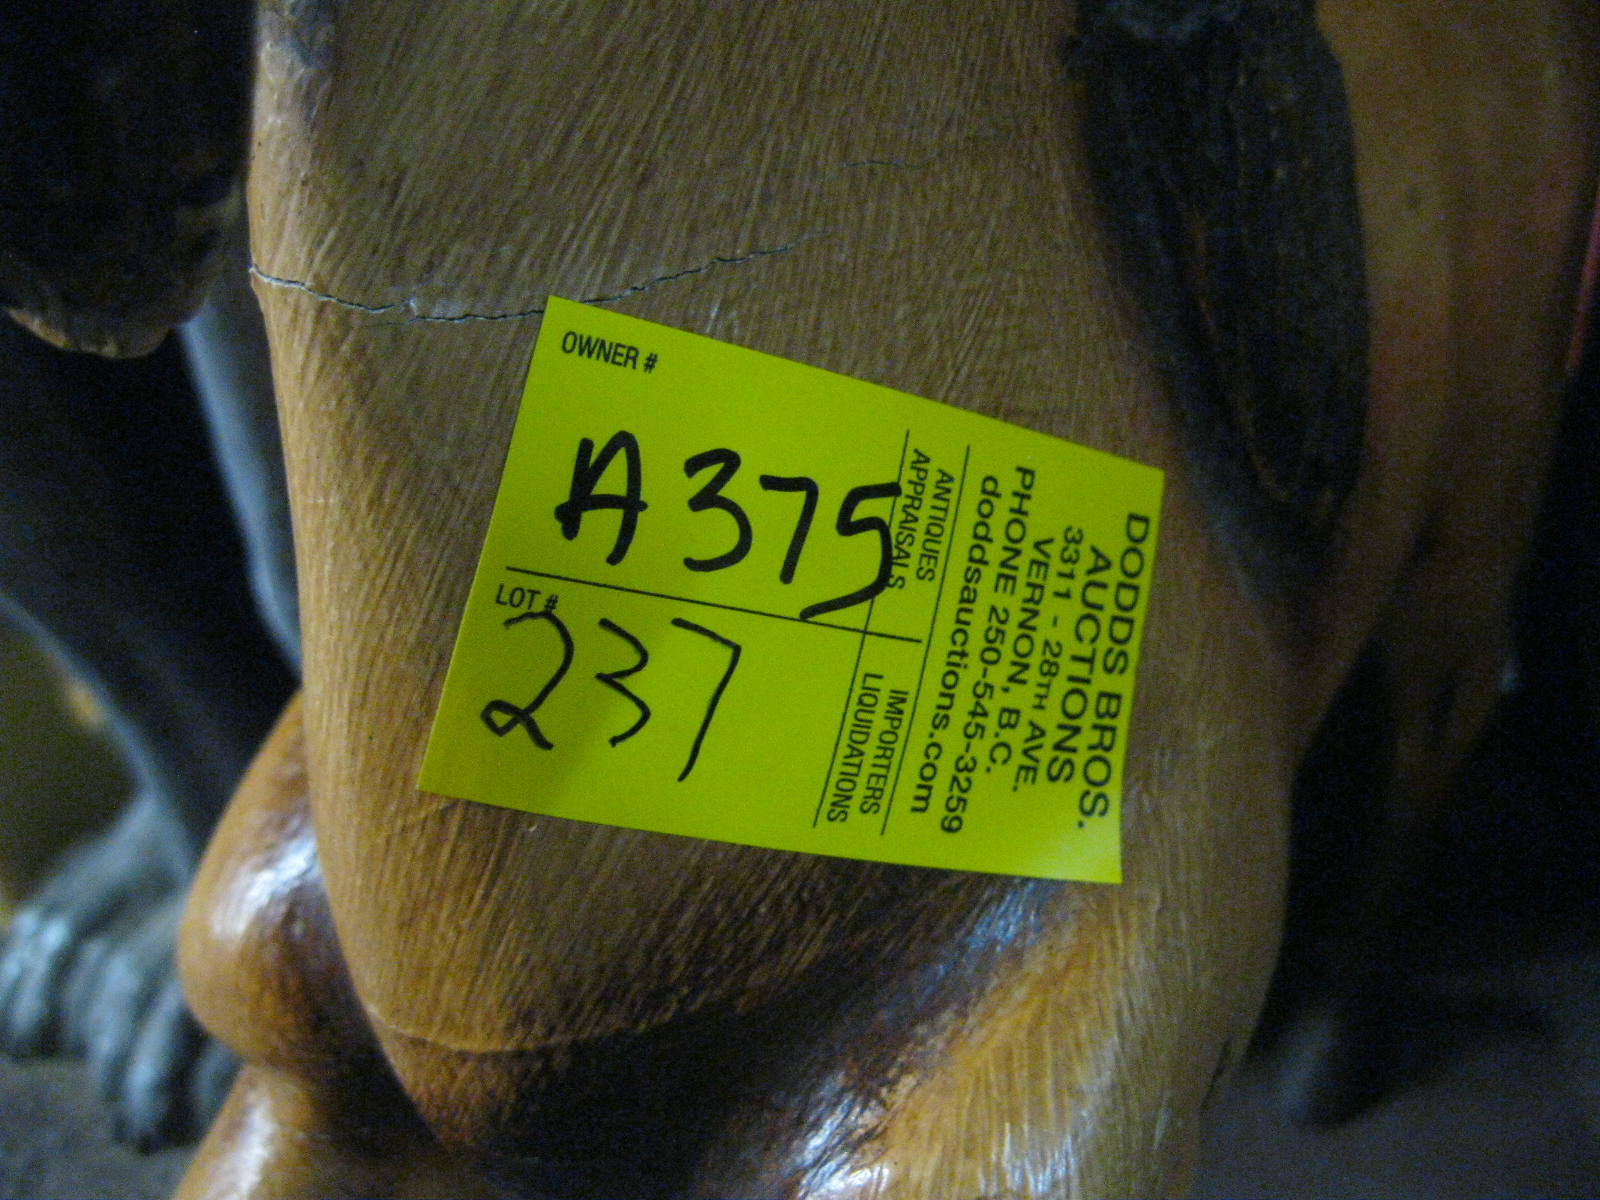 OWNER #
A375
LOT #
237
ANTIQUES
APPRAISALS
IMPORTERS
LIQUIDATIONS
DODDS BROS.
AUCTIONS
3311 - 28TH AVE.
VERNON, B.C.
PHONE 250-545-3259
doddsauctions.com